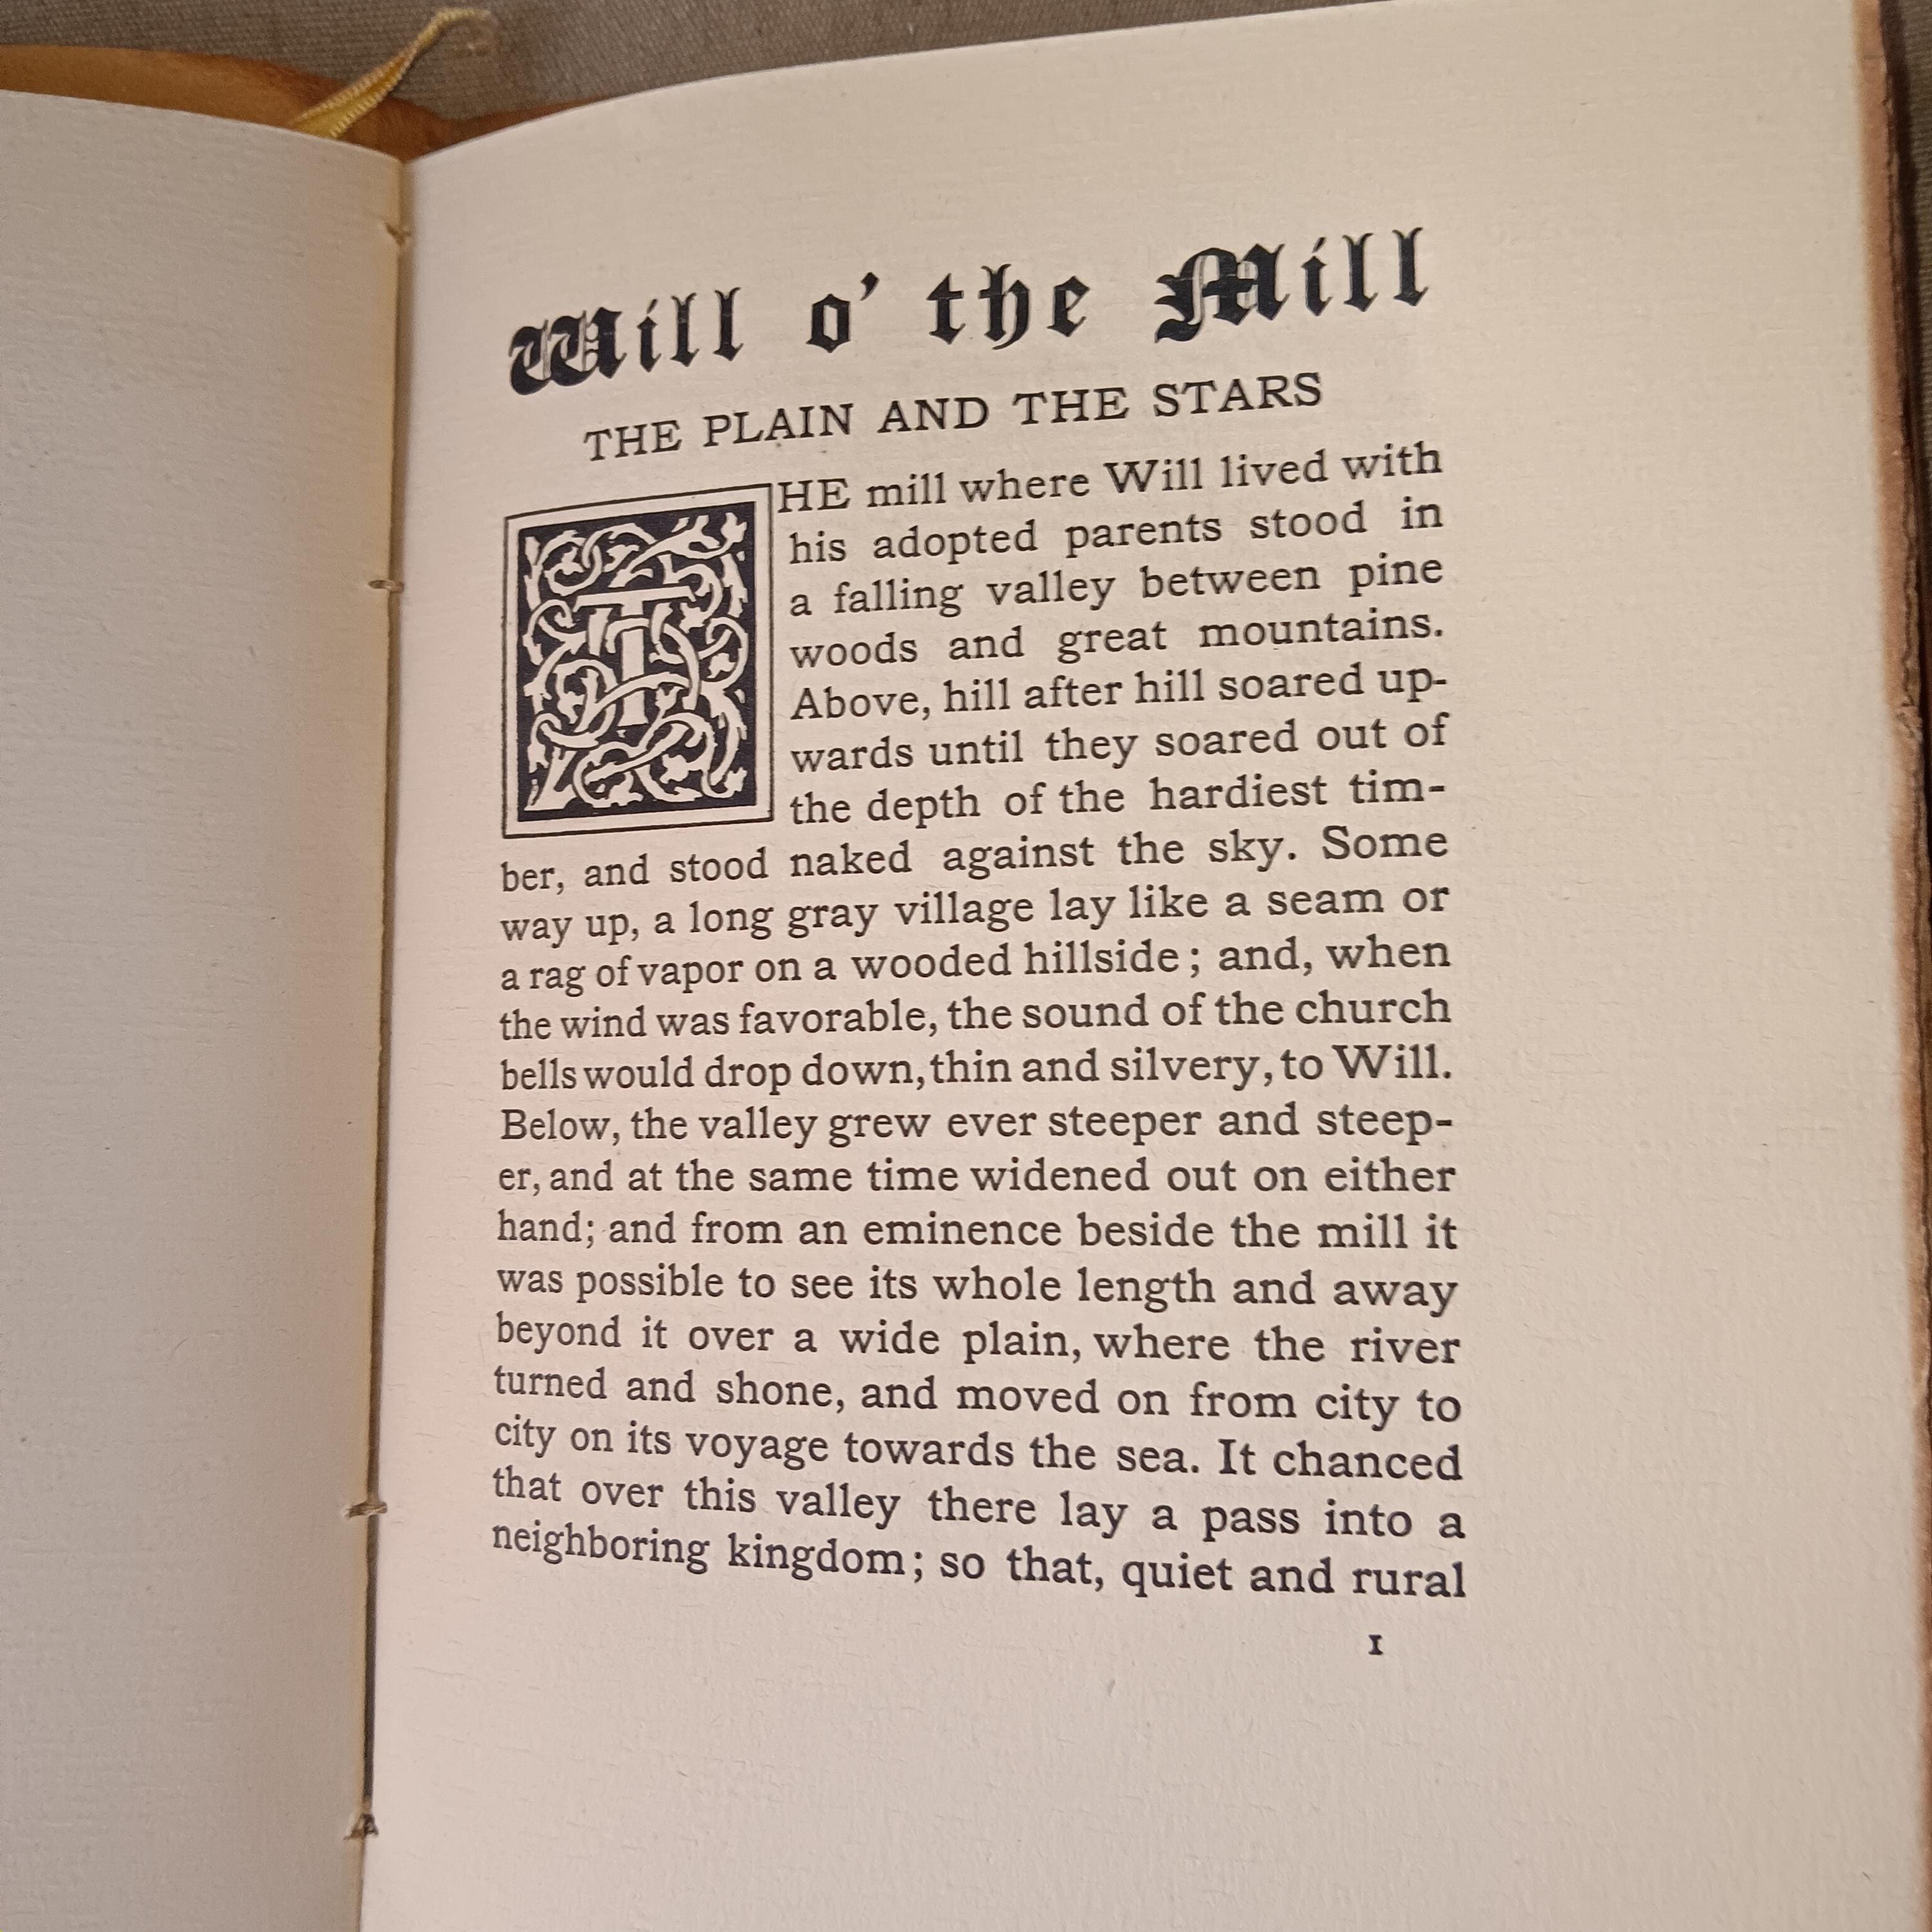 Will o' the Mill
THE PLAIN AND THE STARS
THE mill where Will lived with
his adopted parents stood in
a falling valley between pine
woods and great mountains.
Above, hill after hill soared up-
wards until they soared out of
the depth of the hardiest tim-
ber, and stood naked against the sky. Some
way up, a long gray village lay like a seam or
a rag of vapor on a wooded hillside; and, when
the wind was favorable, the sound of the church
bells would drop down, thin and silvery, to Will.
Below, the valley grew ever steeper and steep-
er, and at the same time widened out on either
hand; and from an eminence beside the mill it
was possible to see its whole length and away
beyond it over a wide plain, where the river
turned and shone, and moved on from city to
city on its voyage towards the sea. It chanced
that over this valley there lay a pass into a
neighboring kingdom; so that, quiet and rural
1